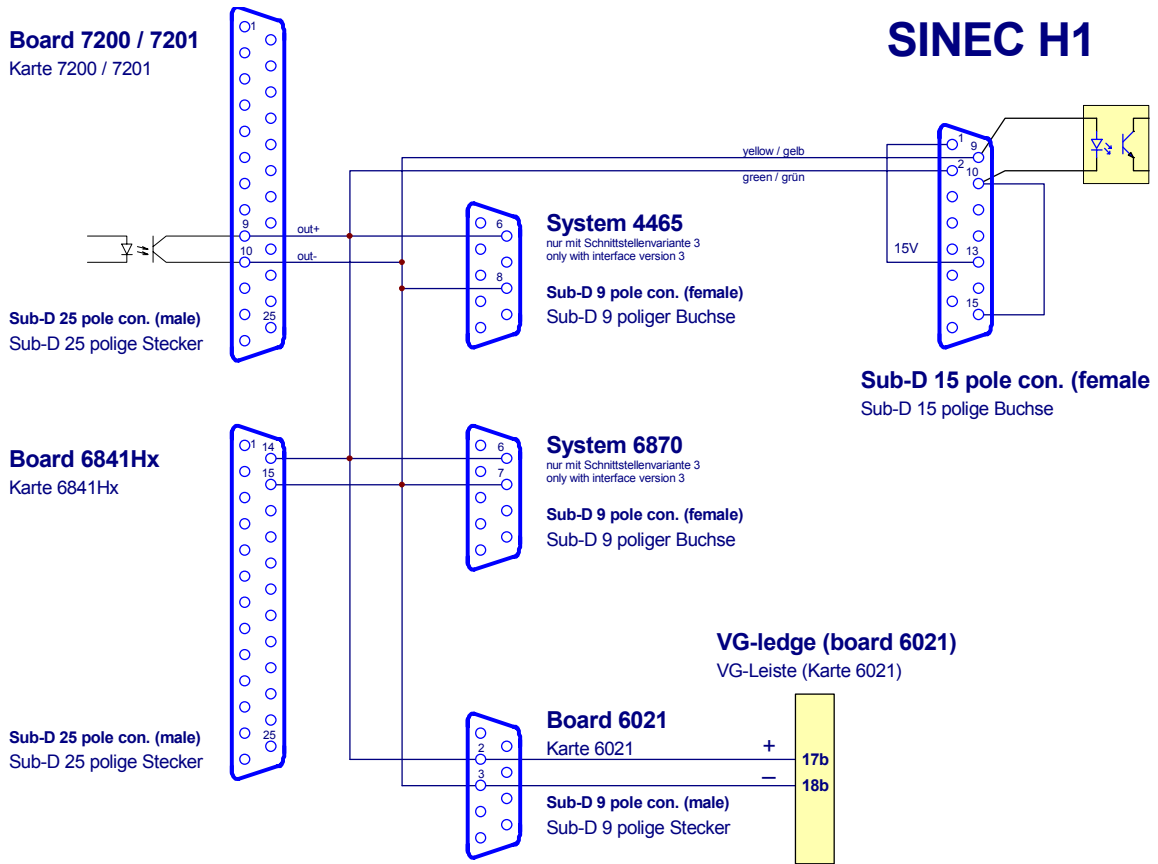 SINEC H1
Board 7200 / 7201
Karte 7200 / 7201
1
9
10
25
out+
out-
Sub-D 25 pole con. (male)
Sub-D 25 polige Stecker
6
8
System 4465
nur mit Schnittstellenvariante 3
only with interface version 3
Sub-D 9 pole con. (female)
Sub-D 9 poliger Buchse
yellow / gelb
green / grün
1
9
2
10
15V
13
15
Sub-D 15 pole con. (female
Sub-D 15 polige Buchse
Board 6841Hx
Karte 6841Hx
1
14
15
25
Sub-D 25 pole con. (male)
Sub-D 25 polige Stecker
6
7
System 6870
nur mit Schnittstellenvariante 3
only with interface version 3
Sub-D 9 pole con. (female)
Sub-D 9 poliger Buchse
VG-ledge (board 6021)
VG-Leiste (Karte 6021)
2
3
Board 6021
Karte 6021
+
17b
–
18b
Sub-D 9 pole con. (male)
Sub-D 9 polige Stecker